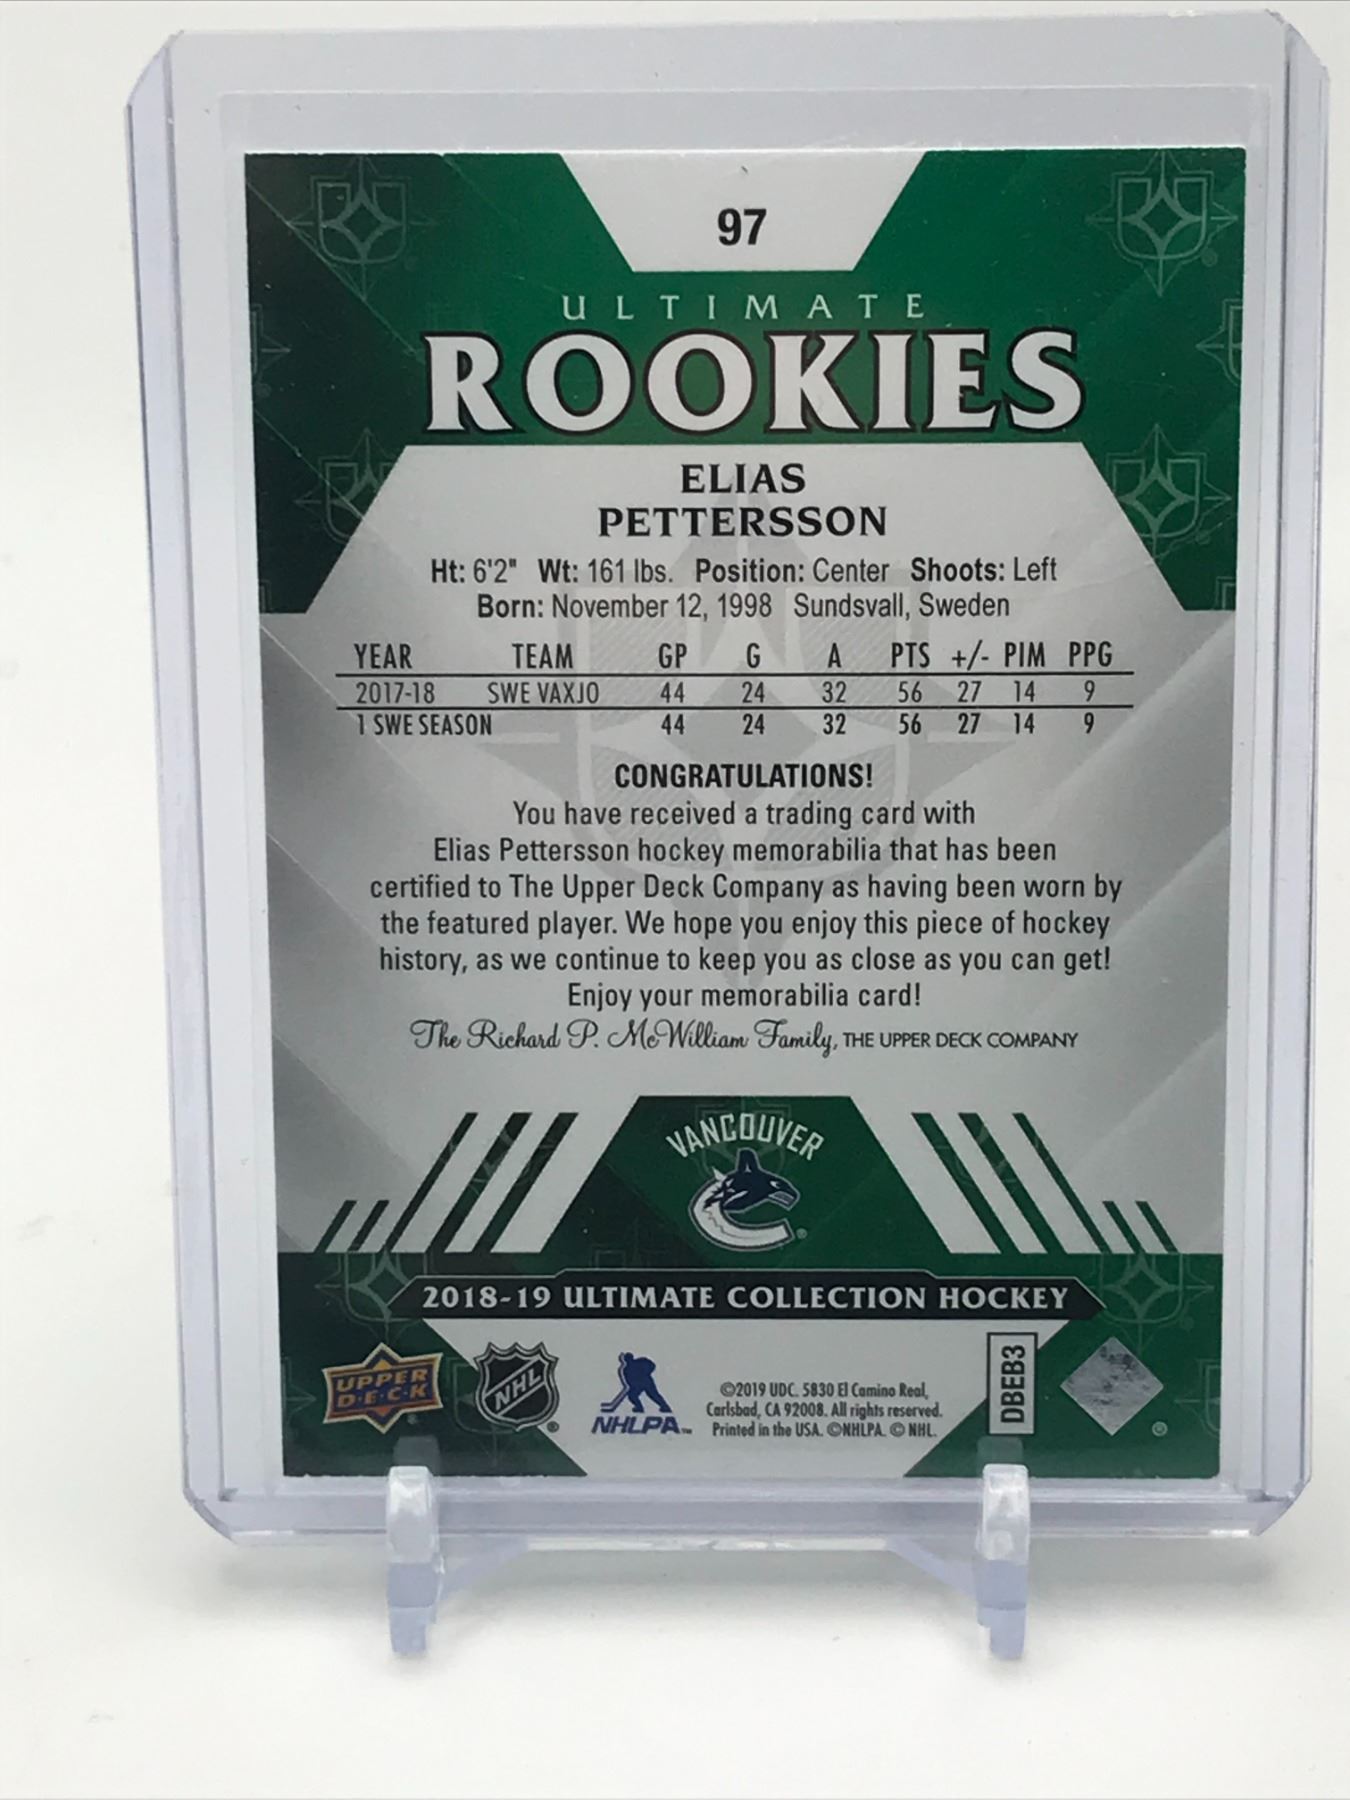 97
ULTIMATE
ROOKIES
ELIAS
PETTERSSON
Ht: 6'2" Wt: 161 lbs. Position: Center Shoots: Left
Born: November 12, 1998 Sundsvall, Sweden
YEAR TEAM GP G A PTS +/- PIM PPG
2017-18 SWE VAXJO 44 24 32 56 27 14 9
1 SWE SEASON 44 24 32 56 27 14 9
CONGRATULATIONS!
You have received a trading card with
Elias Pettersson hockey memorabilia that has been
certified to The Upper Deck Company as having been worn by
the featured player. We hope you enjoy this piece of hockey
history, as we continue to keep you as close as you can get!
Enjoy your memorabilia card!
The Richard P. McWilliam Family, THE UPPER DECK COMPANY
VANCOUVER
®
2018-19 ULTIMATE COLLECTION HOCKEY
UPPER
D·E·C·K
NHL
®
NHLPA™
©2019 UDC. 5830 El Camino Real,
Carlsbad, CA 92008. All rights reserved.
Printed in the USA. ©NHLPA. © NHL.
DBEB3